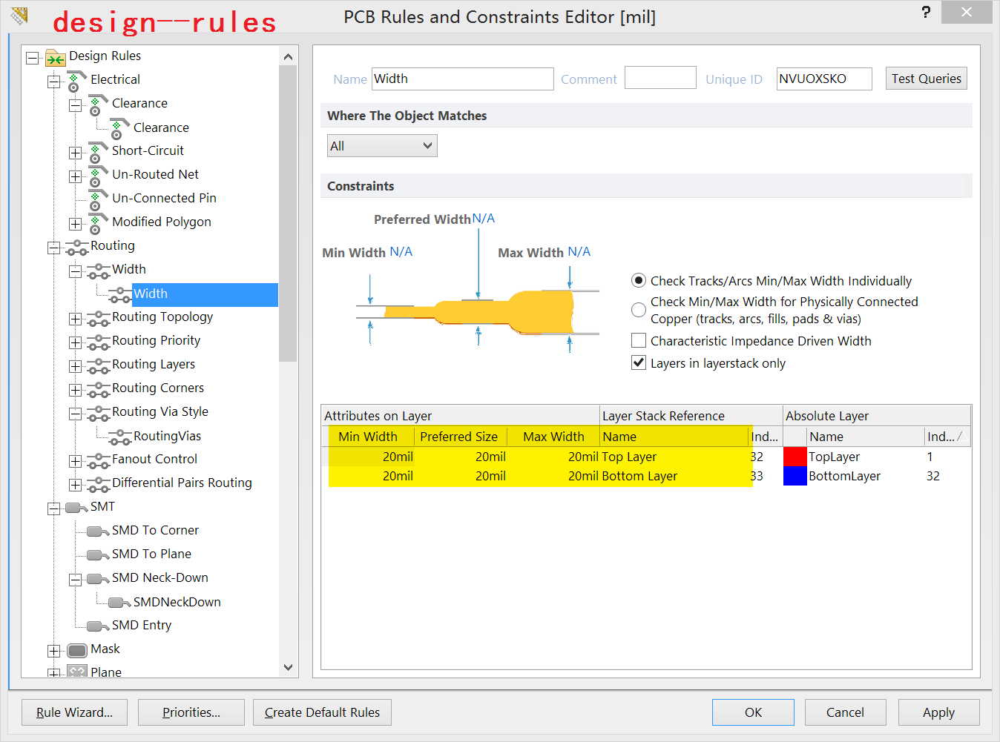 design--rules
PCB Rules and Constraints Editor [mil]
?
Design Rules
Electrical
Clearance
Clearance
Short-Circuit
Un-Routed Net
Un-Connected Pin
Modified Polygon
Routing
Width
Width
Routing Topology
Routing Priority
Routing Layers
Routing Corners
Routing Via Style
RoutingVias
Fanout Control
Differential Pairs Routing
SMT
SMD To Corner
SMD To Plane
SMD Neck-Down
SMDNeckDown
SMD Entry
Mask
Plane
Name Width Comment Unique ID NVUOXSKO Test Queries
Where The Object Matches
All
Constraints
Preferred Width N/A
Min Width N/A Max Width N/A
Check Tracks/Arcs Min/Max Width Individually
Check Min/Max Width for Physically Connected
Copper (tracks, arcs, fills, pads & vias)
Characteristic Impedance Driven Width
Layers in layerstack only
Attributes on Layer Layer Stack Reference Absolute Layer
Min Width Preferred Size Max Width Name Ind... Name Ind...
20mil 20mil 20mil Top Layer 32 TopLayer 1
20mil 20mil 20mil Bottom Layer 33 BottomLayer 32
Rule Wizard... Priorities... Create Default Rules OK Cancel Apply